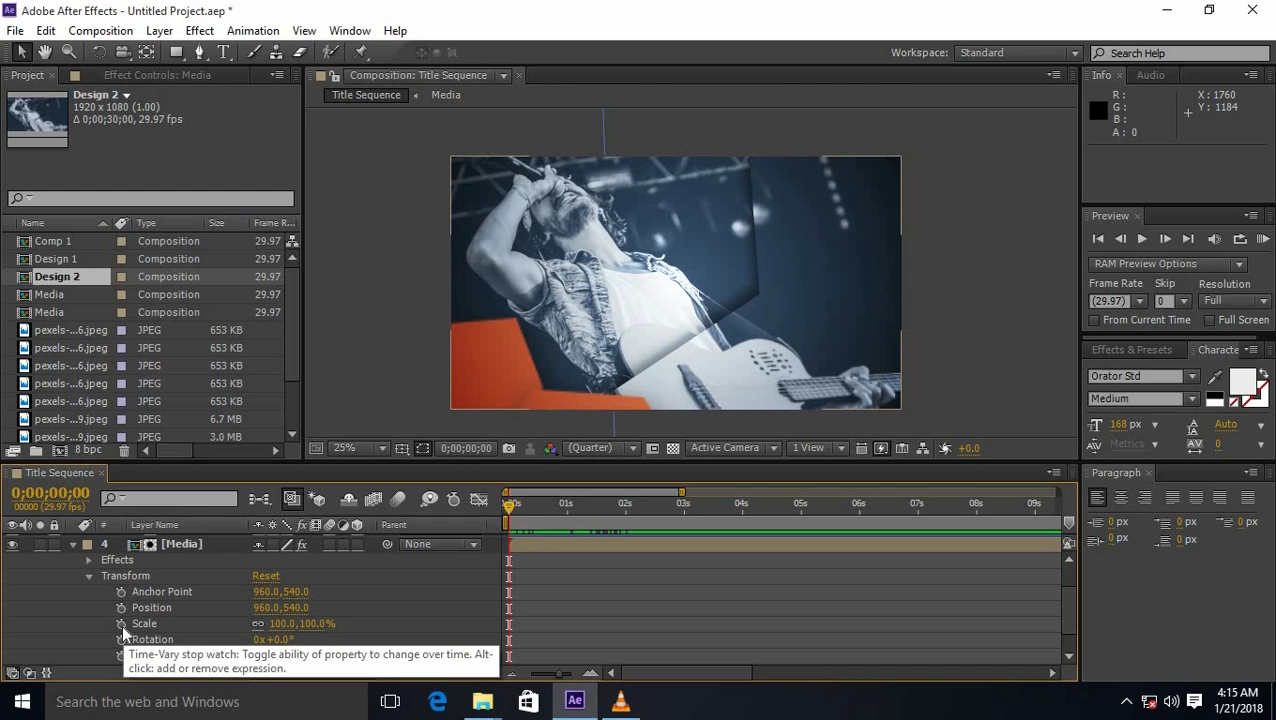 Adobe After Effects - Untitled Project.aep *
File Edit Composition Layer Effect Animation View Window Help
Workspace: Standard Search Help
Project Effect Controls: Media
Composition: Title Sequence
Info Audio
Design 2
1920 x 1080 (1.00)
Δ 0;00;30;00, 29.97 fps
Title Sequence Media
R :
G :
B :
A : 0
X : 1760
Y : 1184
Name Type Size Frame R...
Comp 1 Composition 29.97
Design 1 Composition 29.97
Design 2 Composition 29.97
Media Composition 29.97
Media Composition 29.97
pexels-...6.jpeg JPEG 653 KB
pexels-...6.jpeg JPEG 653 KB
pexels-...6.jpeg JPEG 653 KB
pexels-...6.jpeg JPEG 653 KB
pexels-...6.jpeg JPEG 653 KB
pexels-...9.jpeg JPEG 6.7 MB
pexels-...9.jpeg JPEG 3.0 MB
8 bpc
Preview
RAM Preview Options
Frame Rate Skip Resolution
(29.97) 0 Full
From Current Time Full Screen
Effects & Presets Characte
Orator Std
Medium
168 px Auto
Metrics 0
25% 0;00;00;00 (Quarter) Active Camera 1 View +0.0
Title Sequence
0;00;00;00
00000 (29.97 fps)
:00s 01s 02s 03s 04s 05s 06s 07s 08s 09s
# Layer Name Parent
4 [Media] None
Effects
Transform Reset
Anchor Point 960.0,540.0
Position 960.0,540.0
Scale 100.0,100.0%
Rotation 0x+0.0°
Time-Vary stop watch: Toggle ability of property to change over time. Alt-
click: add or remove expression.
Paragraph
0 px 0 px 0 px
0 px 0 px
Search the web and Windows
4:15 AM
1/21/2018